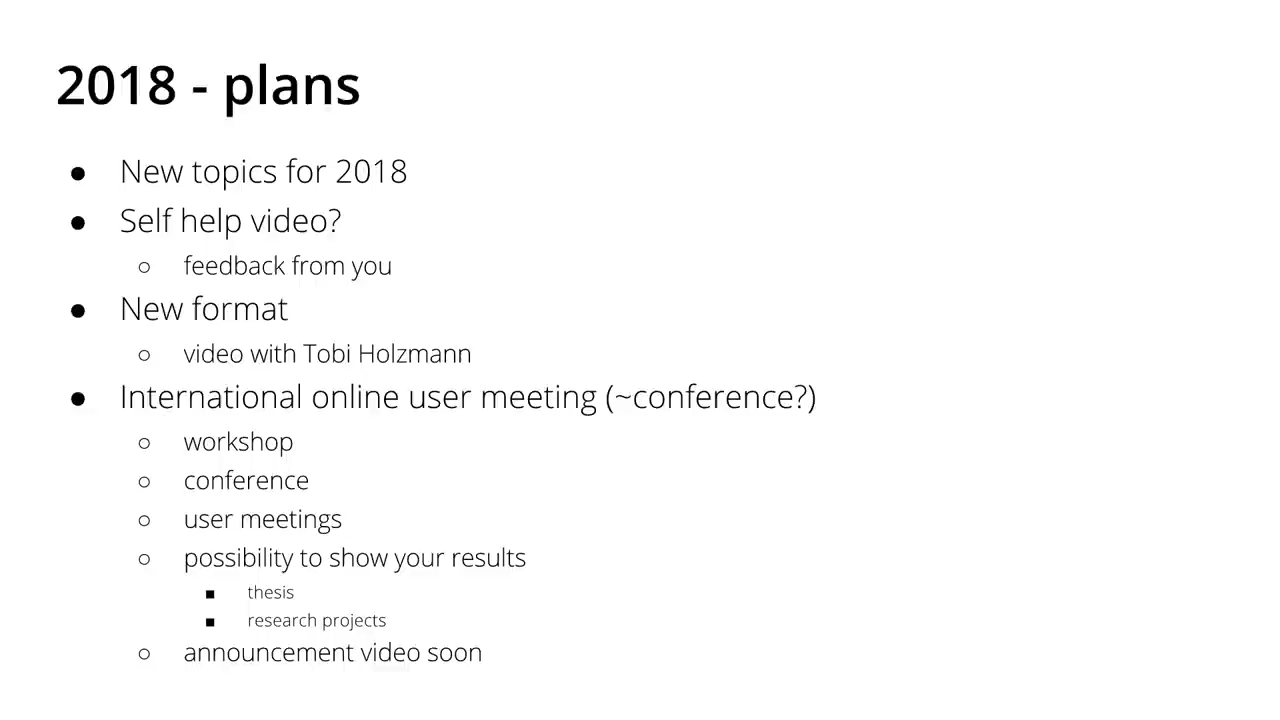 2018 - plans
● New topics for 2018
● Self help video?
○ feedback from you
● New format
○ video with Tobi Holzmann
● International online user meeting (~conference?)
○ workshop
○ conference
○ user meetings
○ possibility to show your results
■ thesis
■ research projects
○ announcement video soon